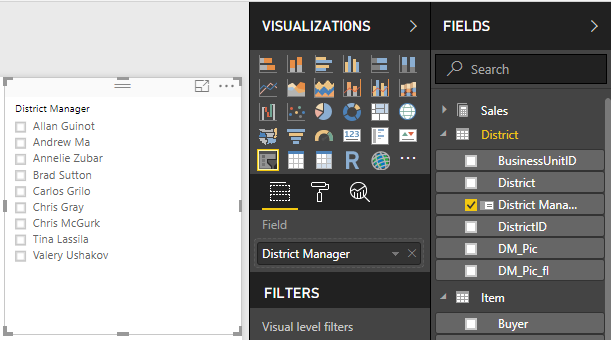 District Manager
Allan Guinot
Andrew Ma
Annelie Zubar
Brad Sutton
Carlos Grilo
Chris Gray
Chris McGurk
Tina Lassila
Valery Ushakov
VISUALIZATIONS
123
R
Field
District Manager
FILTERS
Visual level filters
FIELDS
Search
Sales
District
BusinessUnitID
District
District Mana...
DistrictID
DM_Pic
DM_Pic_fl
Item
Buyer